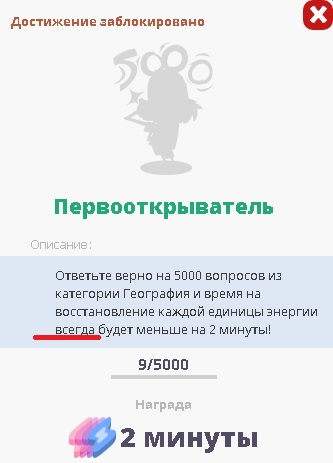 Достижение заблокировано
5000
Первооткрыватель
Описание:
Ответьте верно на 5000 вопросов из
категории География и время на
восстановление каждой единицы энергии
всегда будет меньше на 2 минуты!
9/5000
Награда
2 минуты